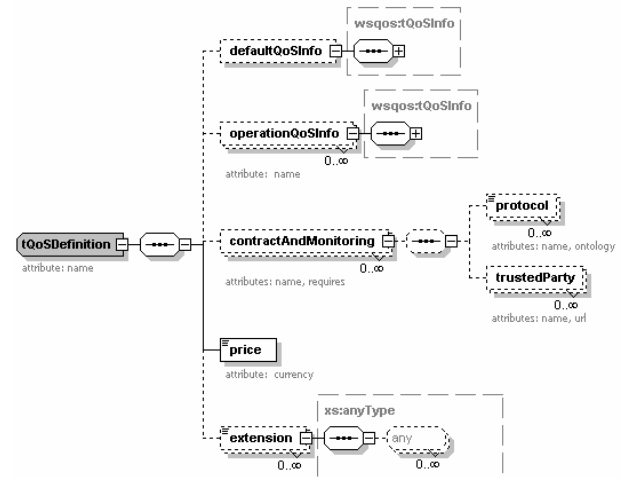 wsqos:tQoSInfo
defaultQoSInfo
wsqos:tQoSInfo
operationQoSInfo
0..∞
attribute: name
protocol
0..∞
attributes: name, ontology
tQoSDefinition
attribute: name
contractAndMonitoring
0..∞
attributes: name, requires
trustedParty
0..∞
attributes: name, url
price
attribute: currency
xs:anyType
extension
any
0..∞
0..∞